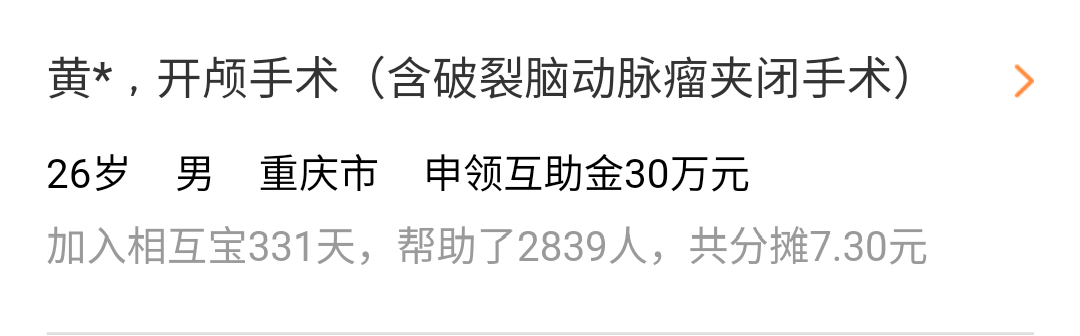 黄*，开颅手术（含破裂脑动脉瘤夹闭手术）
26岁 男 重庆市 申领互助金30万元
加入相互宝331天，帮助了2839人，共分摊7.30元